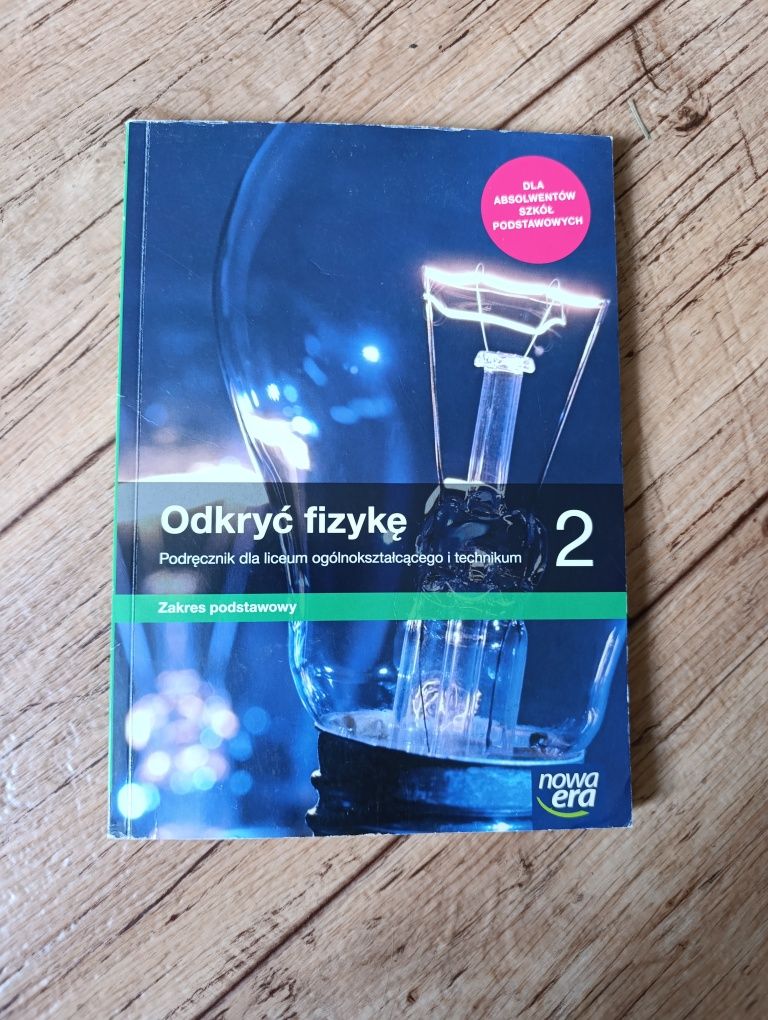 DLA
ABSOLWENTÓW
SZKÓŁ
PODSTAWOWYCH
Odkryć fizykę
2
Podręcznik dla liceum ogólnokształcącego i technikum
Zakres podstawowy
nowa
era